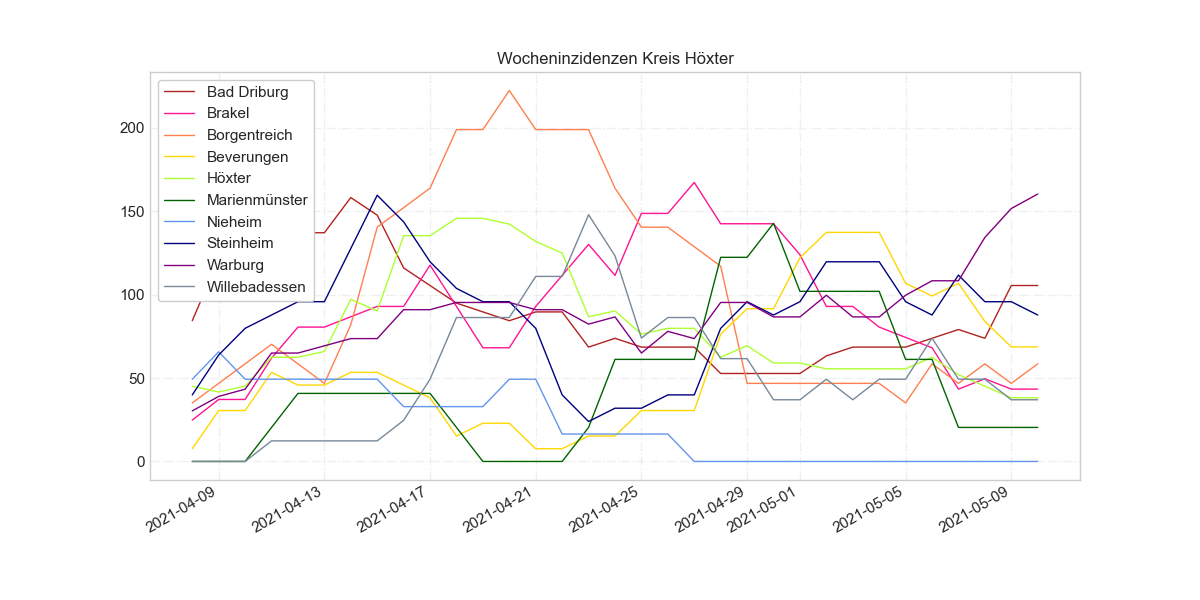 Wocheninzidenzen Kreis Höxter
Bad Driburg
Brakel
Borgentreich
Beverungen
Höxter
Marienmünster
Nieheim
Steinheim
Warburg
Willebadessen
200
150
100
50
0
2021-04-09
2021-04-13
2021-04-17
2021-04-21
2021-04-25
2021-04-29
2021-05-01
2021-05-05
2021-05-09